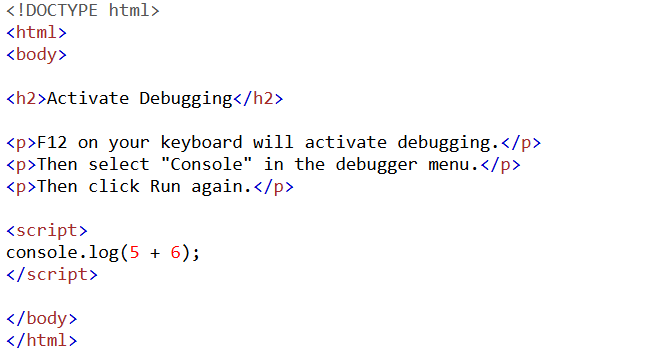 <!DOCTYPE html>
<html>
<body>

<h2>Activate Debugging</h2>

<p>F12 on your keyboard will activate debugging.</p>
<p>Then select "Console" in the debugger menu.</p>
<p>Then click Run again.</p>

<script>
console.log(5 + 6);
</script>

</body>
</html>